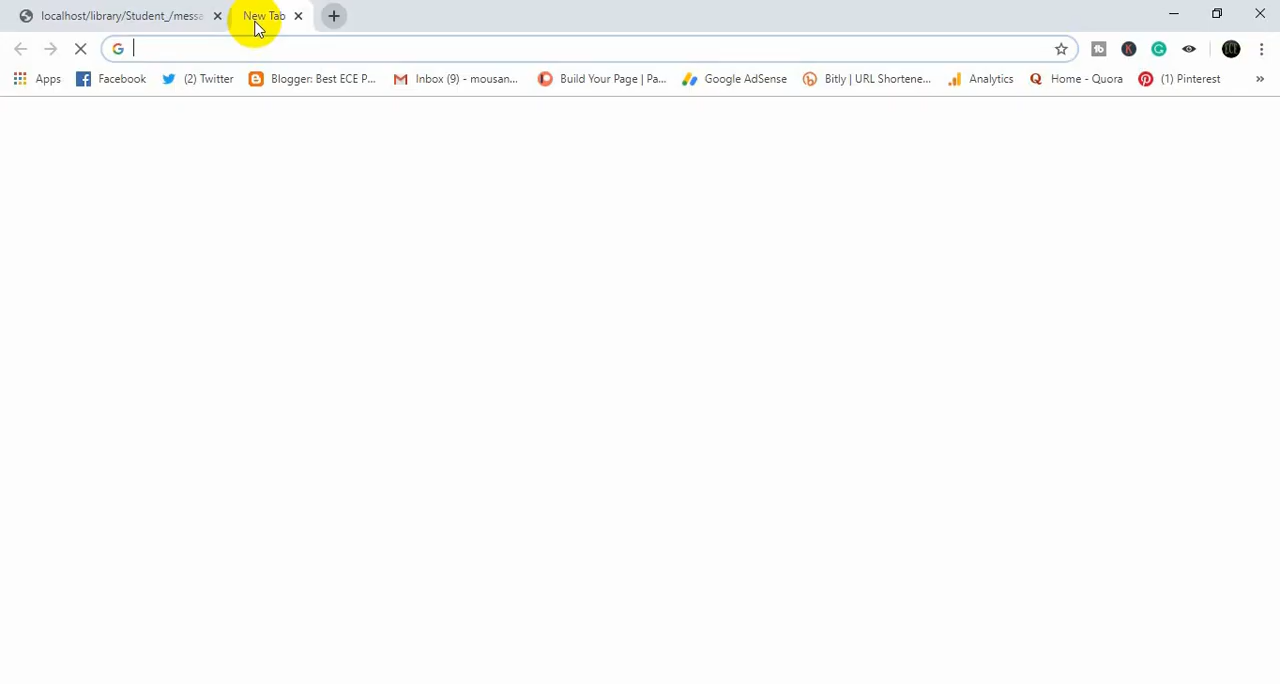 localhost/library/Student_/messa
New Tab
Apps
Facebook
(2) Twitter
Blogger: Best ECE P...
Inbox (9) - mousan...
Build Your Page | Pa...
Google AdSense
Bitly | URL Shortene...
Analytics
Home - Quora
(1) Pinterest